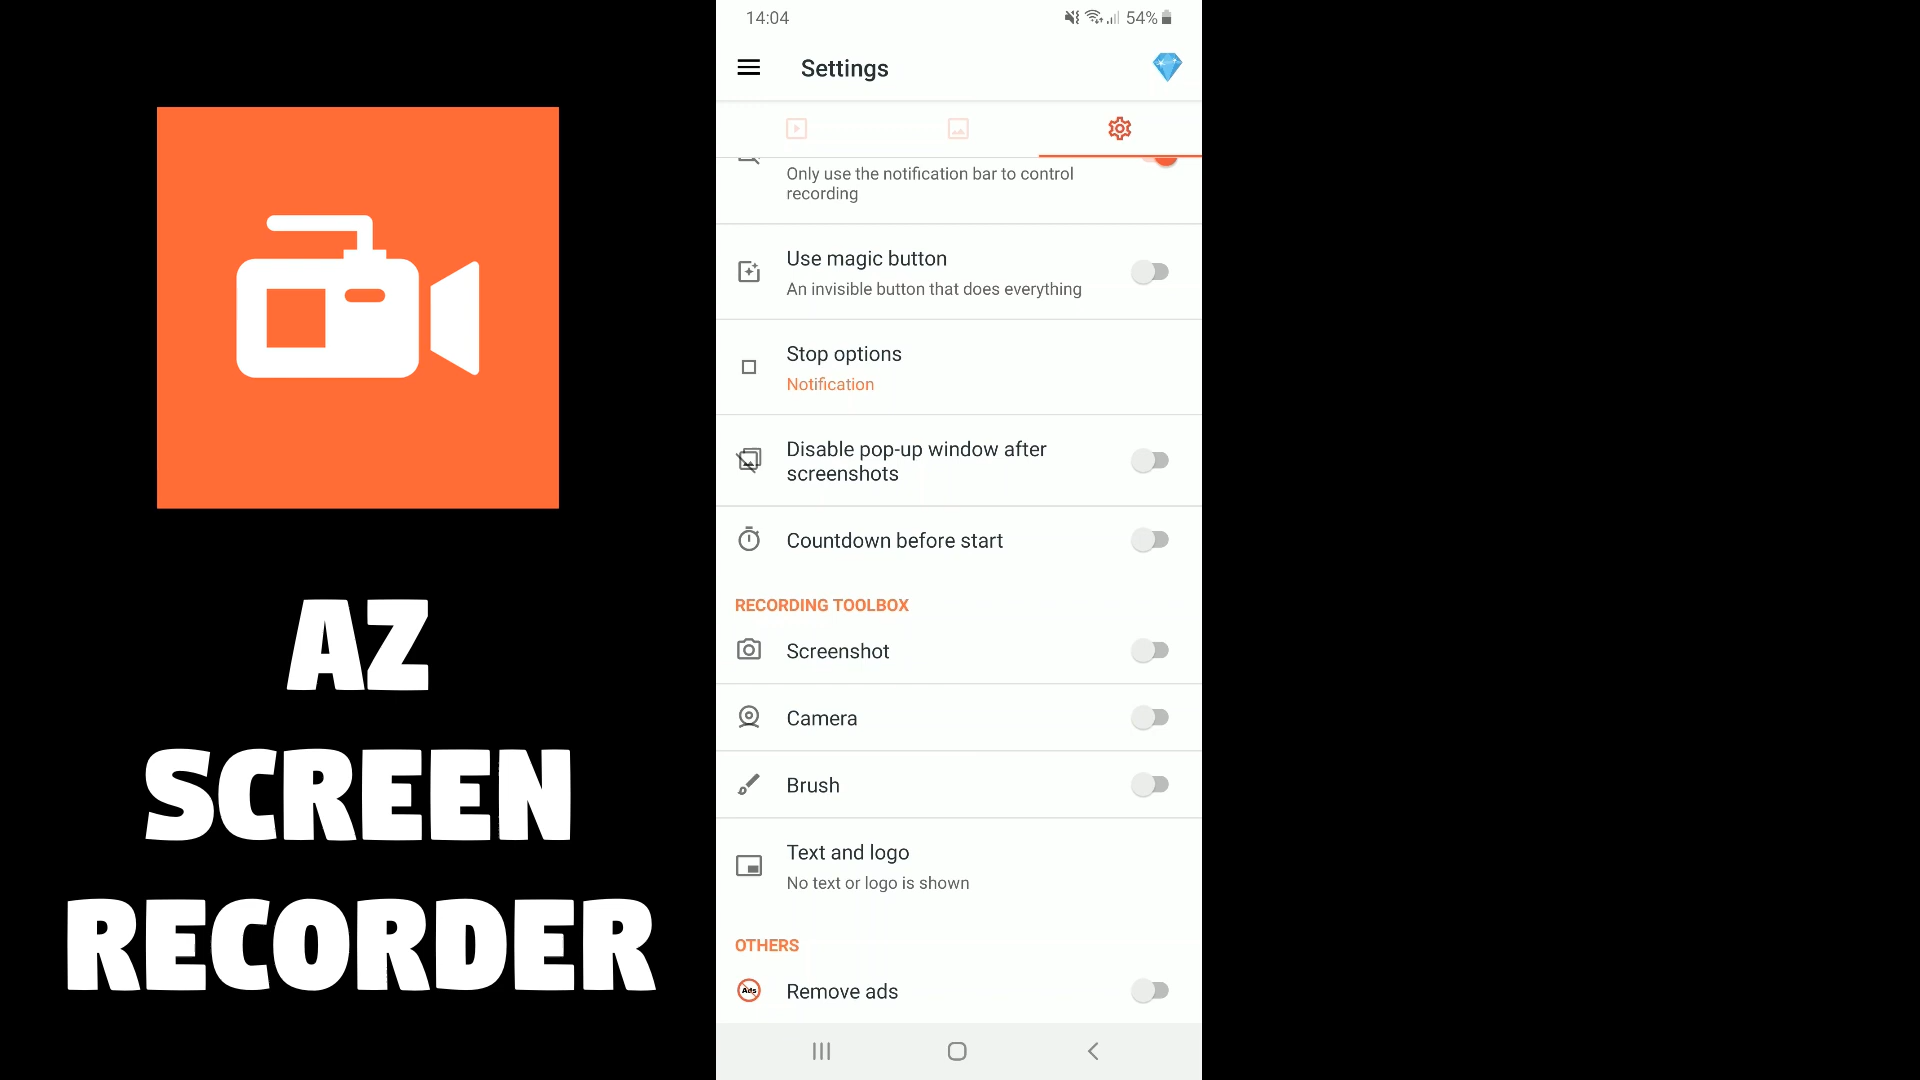 AZ
SCREEN
RECORDER
14:04
54%
Settings
Only use the notification bar to control
recording
Use magic button
An invisible button that does everything
Stop options
Notification
Disable pop-up window after
screenshots
Countdown before start
RECORDING TOOLBOX
Screenshot
Camera
Brush
Text and logo
No text or logo is shown
OTHERS
Ads
Remove ads